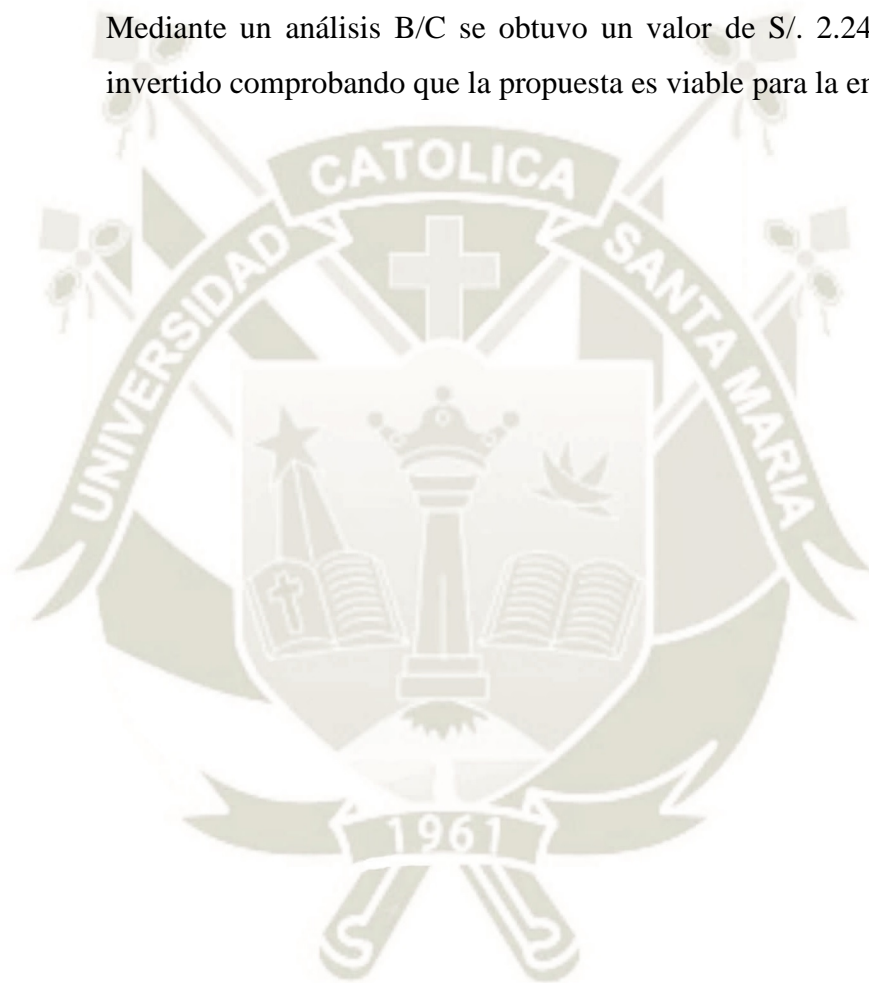 Mediante un análisis B/C se obtuvo un valor de S/. 2.24
invertido comprobando que la propuesta es viable para la
UNIVERSIDAD
CATOLICA
SANTA MARIA
1961